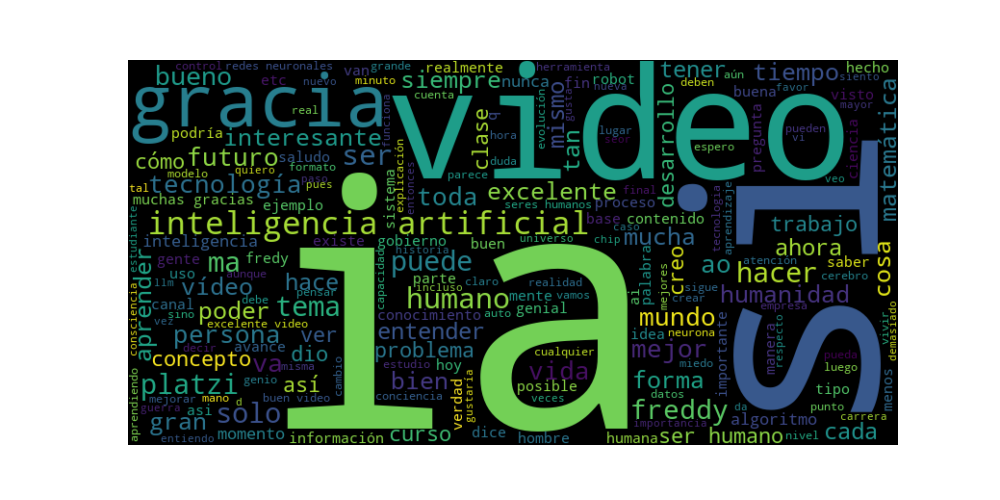 control
redes neuronales
etc
nuevo
grande
van
minuto
realmente
siempre
nunca
herramienta
robot
fin
tener
aún
deben
tiempo
siento
hecho
bueno
gracia
video
cuenta
nueva
gusta
buena
favor
mayor
visto
real
funciona
q
hora
evolución
mismo
lugar
pueden
vi
podría
interesante
clase
duda
tan
seur
espero
desarrollo
pregunta
ciencia
matemática
cómo
futuro
saludo
ser
explicación
parece
veo
modelo
quiero
formato
tal
tecnología
pues
paso
entonces
sistema
toda
excelente
final
seres humanos
proceso
tecnologia
aprendizaje
sí
muchas gracias
ejemplo
estudiante
inteligencia artificial
base
contenido
caso
trabajo
inteligencia
existe
gobierno
buen
universo
chip
mucha
palabra
ahora
gente
fredy
historia
aprender
ma
puede
ia
realidad
ai
creo
ao
atención
saber
cosa
aunque
capacidad
parte
claro
mejores
sigue
cerebro
uso
hace
pensar
incluso
mente
vamos
crear
hacer
llm
vídeo
humano
genial
humanidad
consciencia
canal
debe
tema
conocimiento
auto
mundo
empresa
sino
poder
vez
excelente video
entender
idea
neurona
importante
manera
respecto
vivir
demasiado
persona
ver
decir
avance
misma
problema
cualquier
mejor
miedo
pueda
luego
concepto
va
dio
estudio
hoy
vida
menos
genio
cambio
conciencia
gustaría
platzi
así
bien
posible
veces
forma
datos
tipo
mejorar
mano
buen video
verdad
guerra
asi
d
solo
freddy
da
punto
carrera
gran
importancia
algoritmo
aprendiendo
entiendo
momento
información
curso
dice
hombre
humana
ser humano
nivel
cada